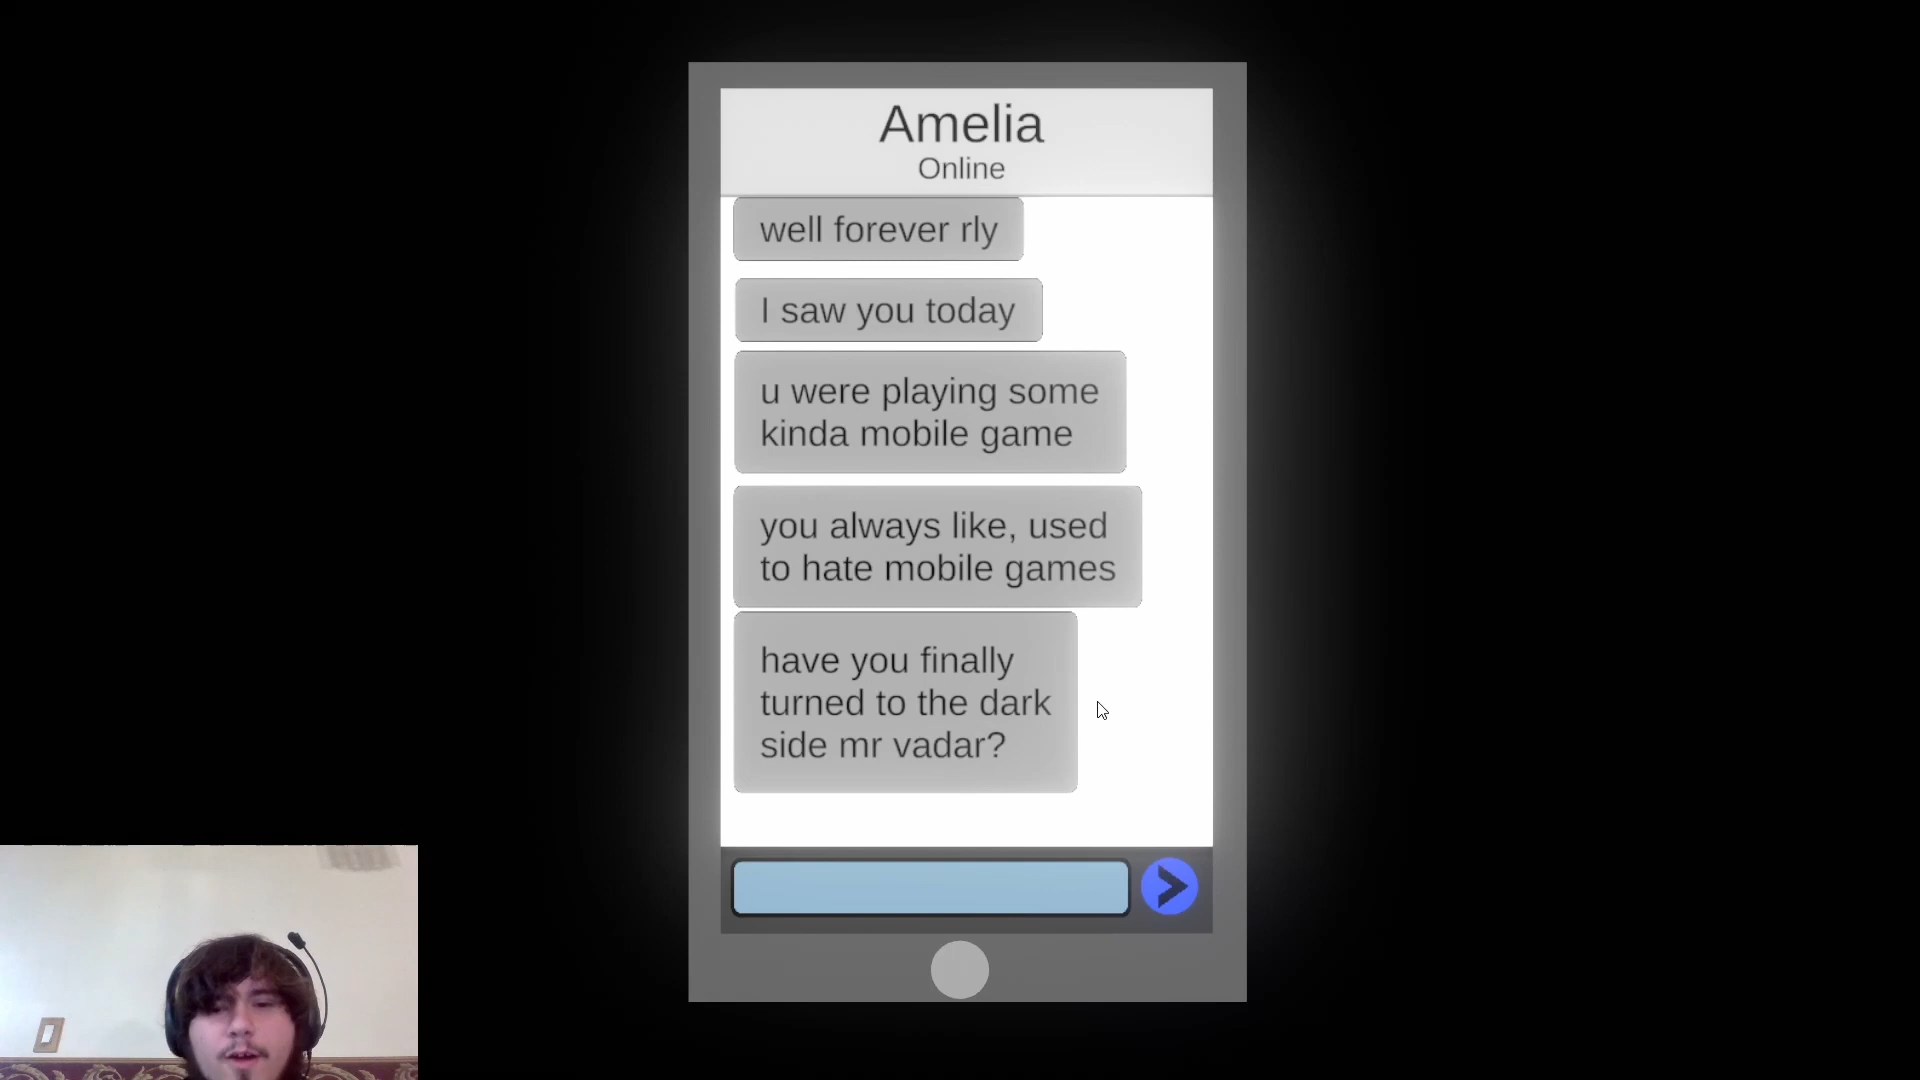 Amelia
Online
well forever rly
I saw you today
u were playing some
kinda mobile game
you always like, used
to hate mobile games
have you finally
turned to the dark
side mr vadar?